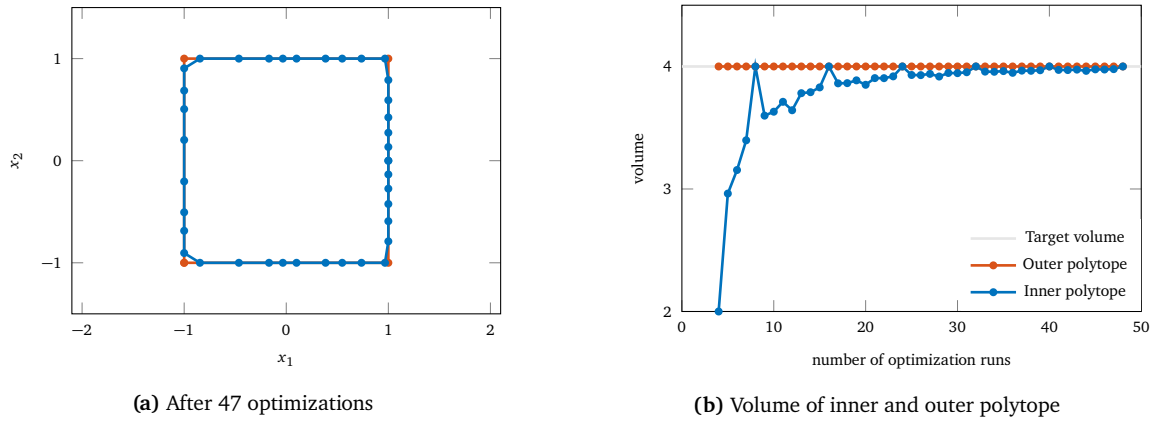 1
0
−1
−2
−1
0
1
2
x2
x1
(a) After 47 optimizations
4
3
2
0
10
20
30
40
50
volume
number of optimization runs
Target volume
Outer polytope
Inner polytope
(b) Volume of inner and outer polytope